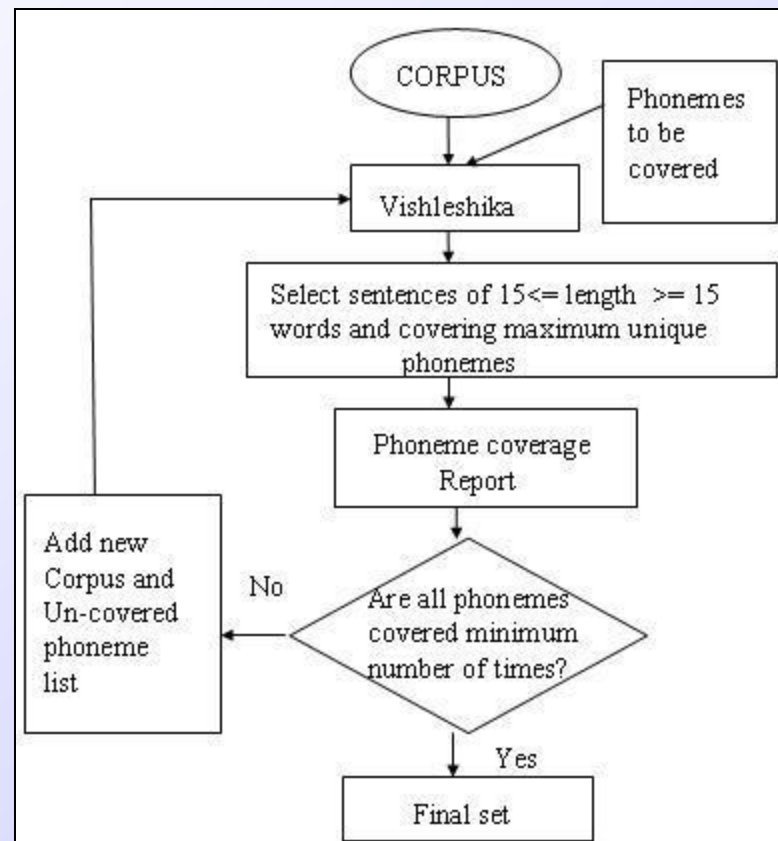 CORPUS
Phonemes
to be
covered
Vishleshika
Select sentences of 15<= length >= 15
words and covering maximum unique
phonemes
Phoneme coverage
Report
Add new
Corpus and
Un-covered
phoneme
list
No
Are all phonemes
covered minimum
number of times?
Yes
Final set